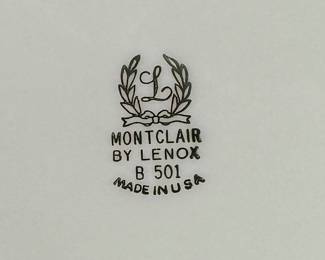 L
MONTCLAIR
BY LENOX
B 501
MADE IN USA